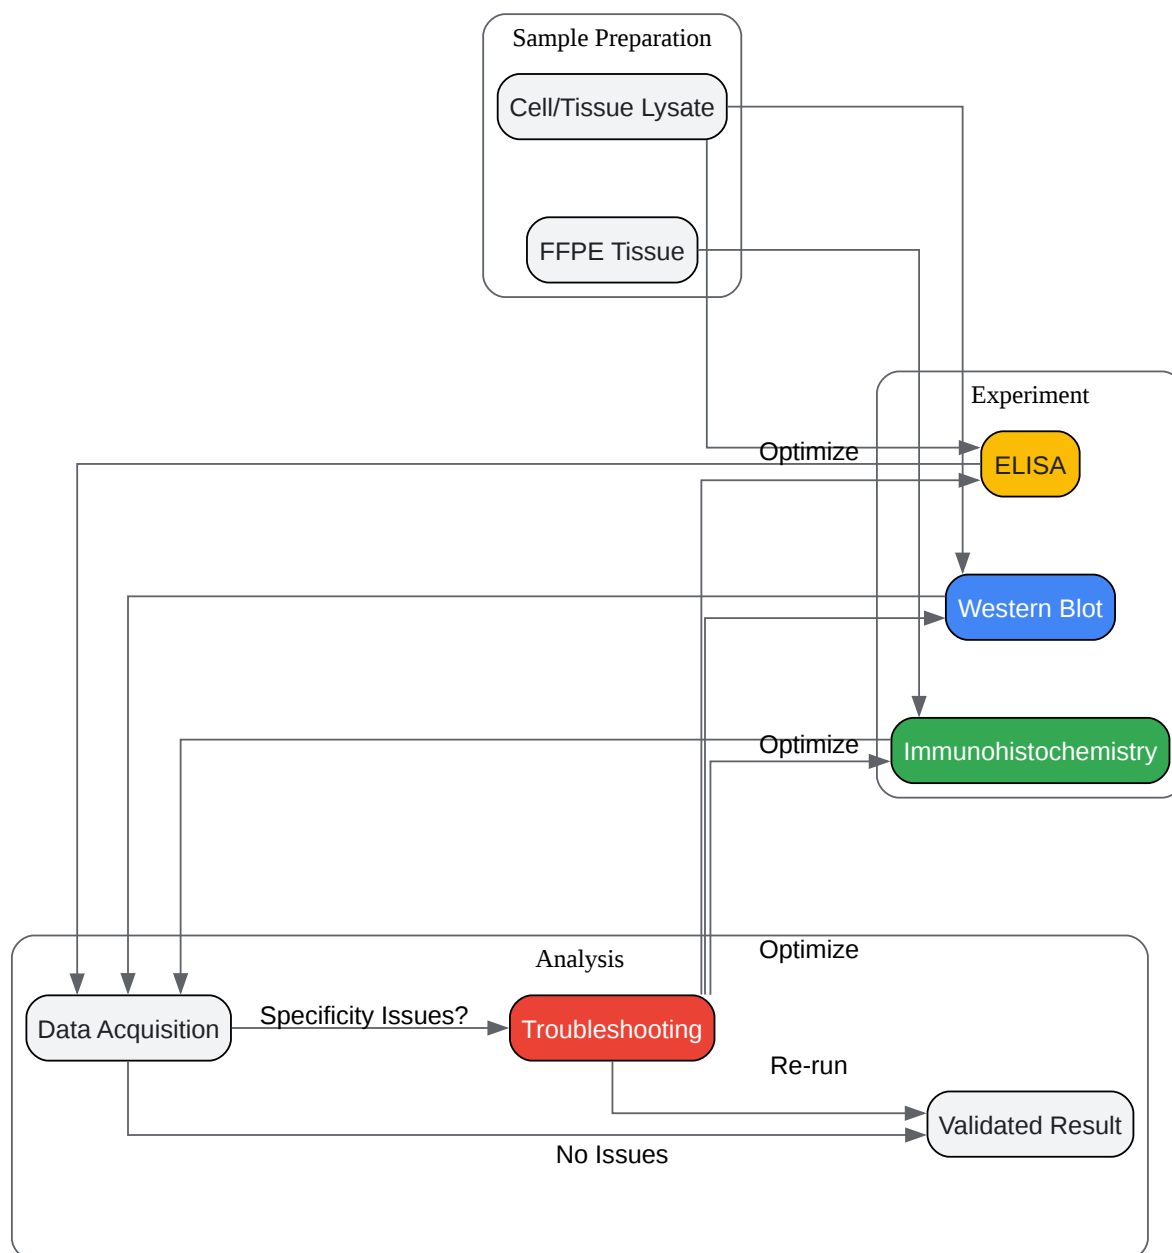 Sample Preparation
Cell/Tissue Lysate
FFPE Tissue
Experiment
Optimize
ELISA
Western Blot
Optimize
Immunohistochemistry
Optimize
Analysis
Data Acquisition
Specificity Issues?
Troubleshooting
Re-run
Validated Result
No Issues